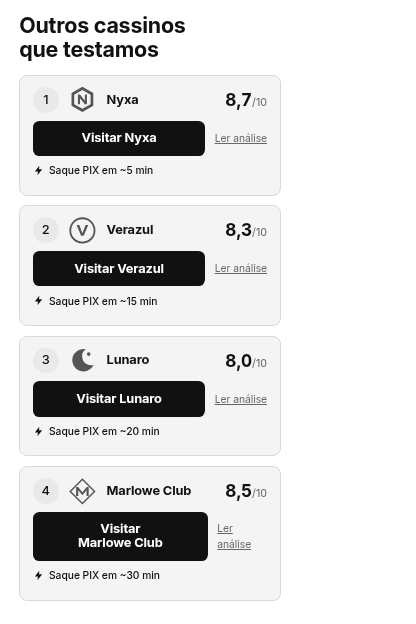 Outros cassinos
que testamos
1 Nyxa 8,7/10
Visitar Nyxa Ler análise
Saque PIX em ~5 min
2 Verazul 8,3/10
Visitar Verazul Ler análise
Saque PIX em ~15 min
3 Lunaro 8,0/10
Visitar Lunaro Ler análise
Saque PIX em ~20 min
4 Marlowe Club 8,5/10
Visitar
Marlowe Club
Ler
análise
Saque PIX em ~30 min